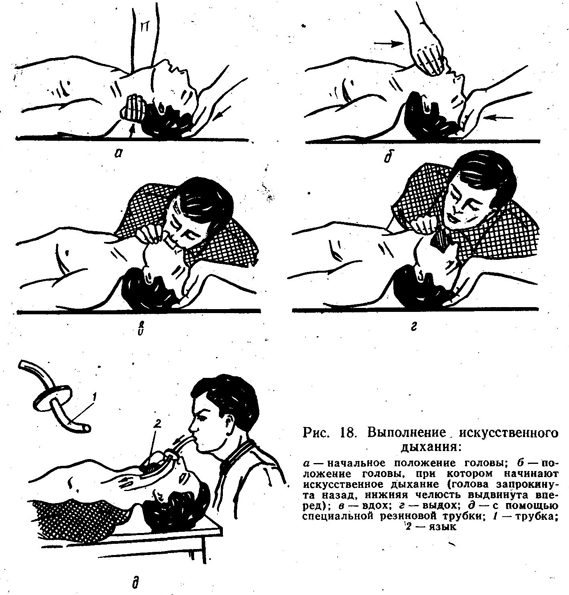 а
б
в
г
1
2
д
Рис. 18. Выполнение искусственного
дыхания:
а — начальное положение головы; б — по-
ложение головы, при котором начинают
искусственное дыхание (голова запрокину-
та назад, нижняя челюсть выдвинута впе-
ред); в — вдох; г — выдох; д — с помощью
специальной резиновой трубки; 1 — трубка;
2 — язык